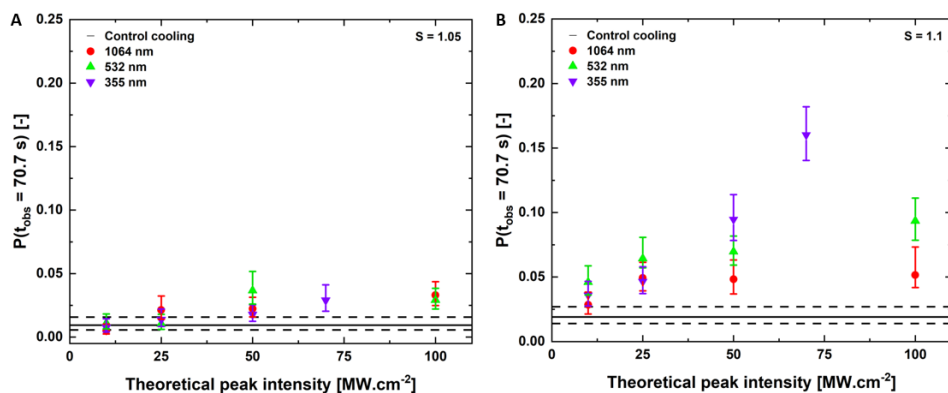 A
Control cooling
1064 nm
532 nm
355 nm
S = 1.05
0.25
0.20
0.15
0.10
0.05
0.00
P(t_obs = 70.7 s) [-]
0 25 50 75 100
Theoretical peak intensity [MW.cm⁻²]
B
Control cooling
1064 nm
532 nm
355 nm
S = 1.1
0.25
0.20
0.15
0.10
0.05
0.00
P(t_obs = 70.7 s) [-]
0 25 50 75 100
Theoretical peak intensity [MW.cm⁻²]